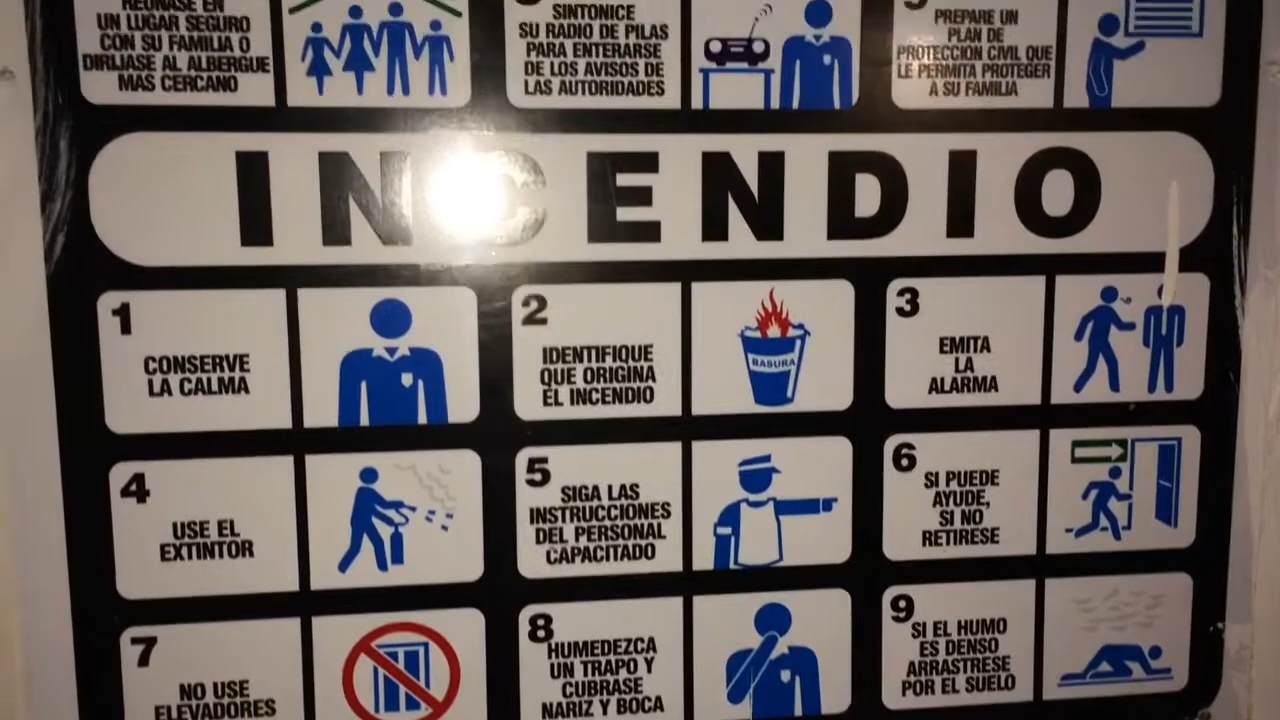 REUNASE EN
UN LUGAR SEGURO
CON SU FAMILIA O
DIRIJASE AL ALBERGUE
MAS CERCANO
SINTONICE
SU RADIO DE PILAS
PARA ENTERARSE
DE LOS AVISOS DE
LAS AUTORIDADES
9
PREPARE UN
PLAN DE
PROTECCION CIVIL QUE
LE PERMITA PROTEGER
A SU FAMILIA
INCENDIO
1
CONSERVE
LA CALMA
2
IDENTIFIQUE
QUE ORIGINA
EL INCENDIO
BASURA
3
EMITA
LA
ALARMA
4
USE EL
EXTINTOR
5
SIGA LAS
INSTRUCCIONES
DEL PERSONAL
CAPACITADO
6
SI PUEDE
AYUDE,
SI NO
RETIRESE
7
NO USE
ELEVADORES
8
HUMEDEZCA
UN TRAPO Y
CUBRASE
NARIZ Y BOCA
9
SI EL HUMO
ES DENSO
ARRASTRESE
POR EL SUELO